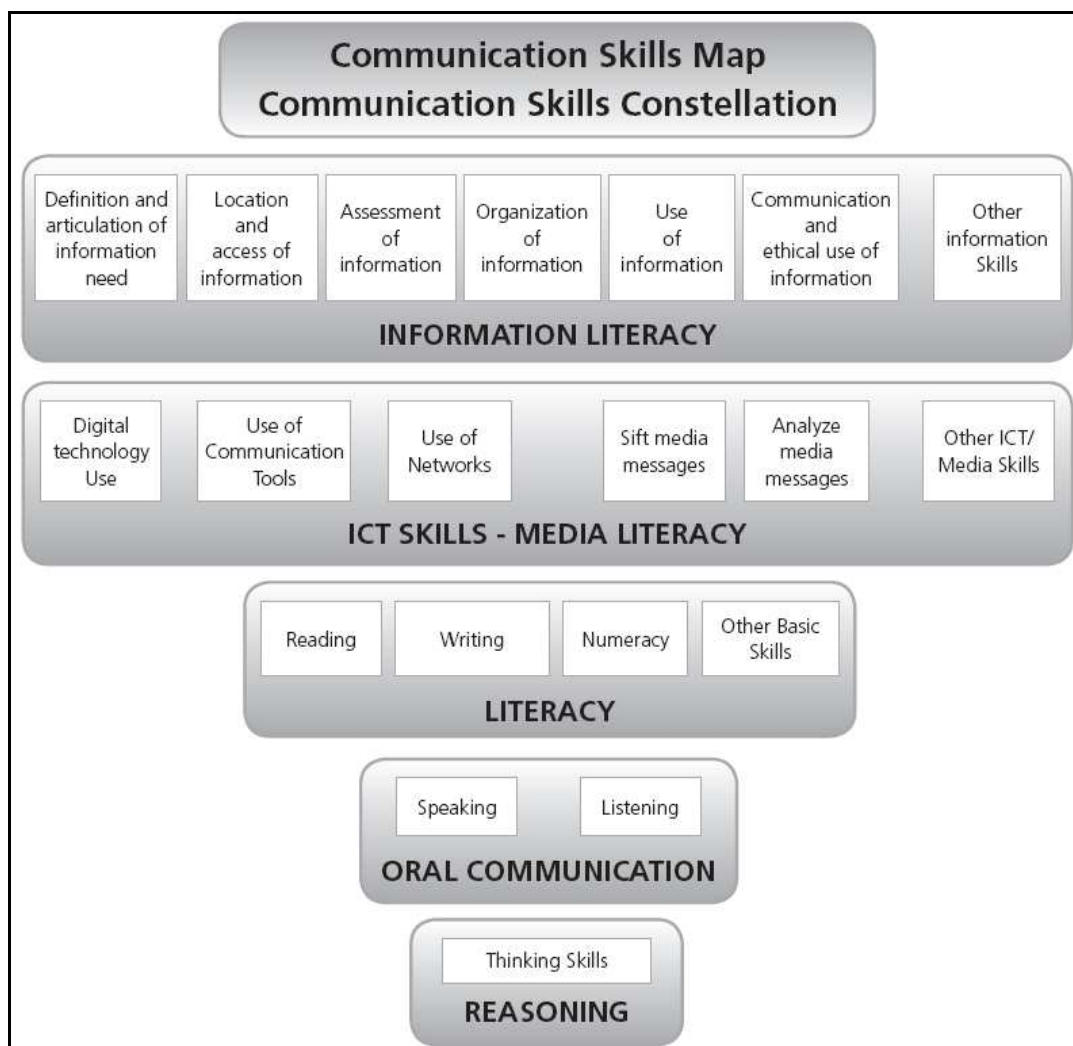 Communication Skills Map
Communication Skills Constellation
Definition and
articulation of
information
need
Location
and
access of
information
Assessment
of
information
Organization
of
information
Use
of
information
Communication
and
ethical use of
information
Other
information
Skills
INFORMATION LITERACY
Digital
technology
Use
Use of
Communication
Tools
Use of
Networks
Sift media
messages
Analyze
media
messages
Other ICT/
Media Skills
ICT SKILLS - MEDIA LITERACY
Reading
Writing
Numeracy
Other Basic
Skills
LITERACY
Speaking
Listening
ORAL COMMUNICATION
Thinking Skills
REASONING